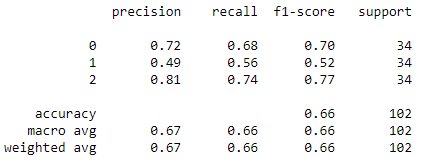 precision recall f1-score support
0 0.72 0.68 0.70 34
1 0.49 0.56 0.52 34
2 0.81 0.74 0.77 34
accuracy 0.66 102
macro avg 0.67 0.66 0.66 102
weighted avg 0.67 0.66 0.66 102